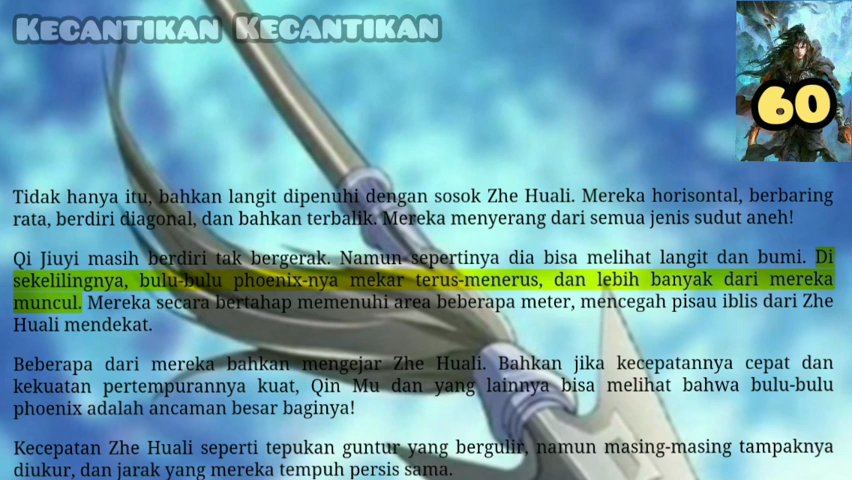 Kecantikan Kecantikan
60
Tidak hanya itu, bahkan langit dipenuhi dengan sosok Zhe Huali. Mereka horisontal, berbaring
rata, berdiri diagonal, dan bahkan terbalik. Mereka menyerang dari semua jenis sudut aneh!
Qi Jiuyi masih berdiri tak bergerak. Namun sepertinya dia bisa melihat langit dan bumi. Di
sekelilingnya, bulu-bulu phoenix-nya mekar terus-menerus, dan lebih banyak dari mereka
muncul. Mereka secara bertahap memenuhi area beberapa meter, mencegah pisau iblis dari Zhe
Huali mendekat.
Beberapa dari mereka bahkan mengejar Zhe Huali. Bahkan jika kecepatannya cepat dan
kekuatan pertempurannya kuat, Qin Mu dan yang lainnya bisa melihat bahwa bulu-bulu
phoenix adalah ancaman besar baginya!
Kecepatan Zhe Huali seperti tepukan guntur yang bergulir, namun masing-masing tampaknya
diukur, dan jarak yang mereka tempuh persis sama.